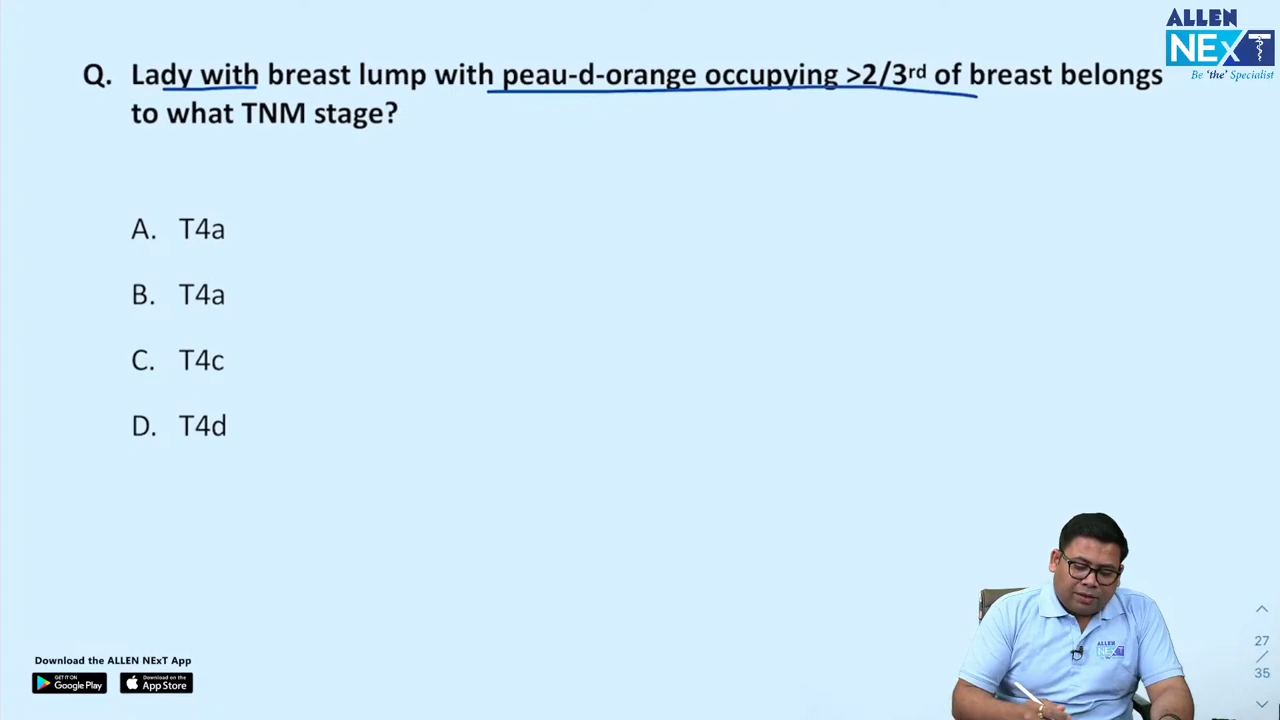 ALLEN
NExT
Be 'the' Specialist
Q. Lady with breast lump with peau-d-orange occupying >2/3rd of breast belongs
to what TNM stage?
A. T4a
B. T4a
C. T4c
D. T4d
ALLEN
NExT
Download the ALLEN NExT App
GET IT ON
Google Play
Download on the
App Store
27
/
35